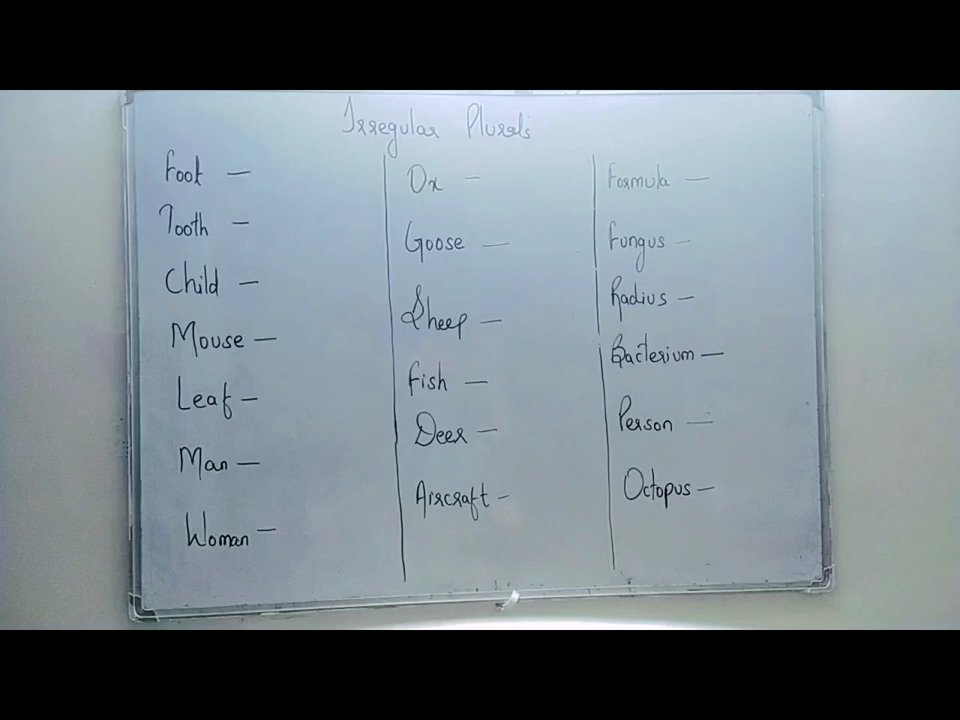 Irregular Plurals
Foot –
Tooth –
Child –
Mouse –
Leaf –
Man –
Woman –
Ox –
Goose –
Sheep –
Fish –
Deer –
Aircraft –
Formula –
Fungus –
Radius –
Bacterium –
Person –
Octopus –